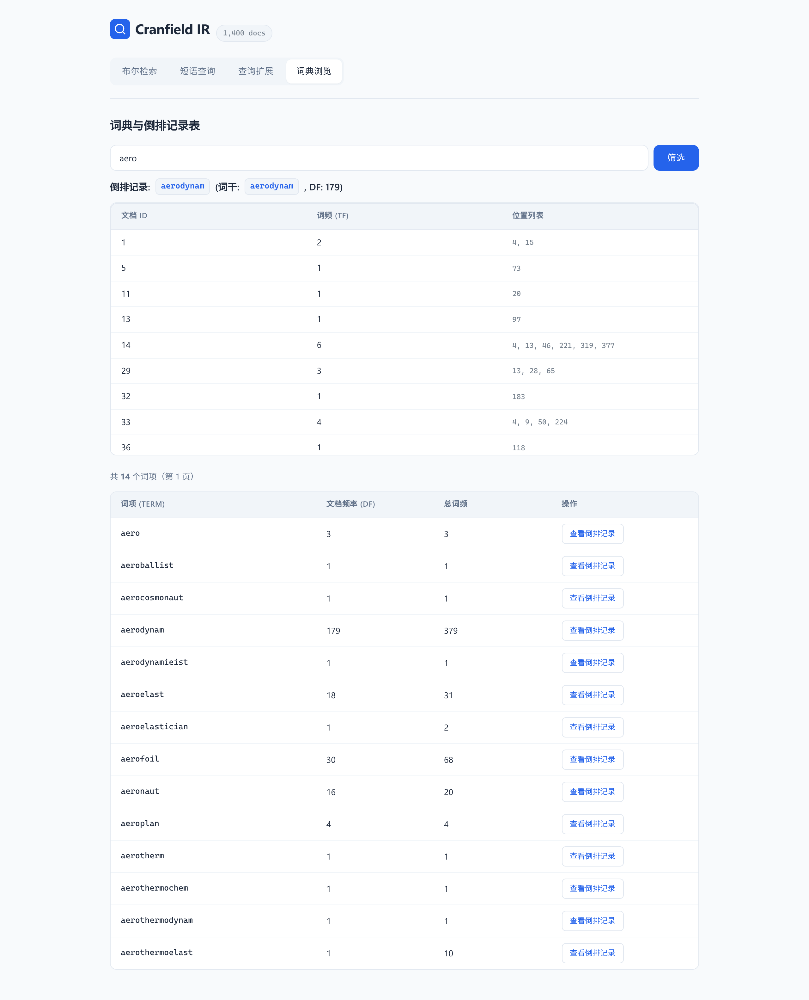 Cranfield IR 1,400 docs
布尔检索 短语查询 查询扩展 词典浏览
词典与倒排记录表
aero 筛选
倒排记录: aerodynam (词干: aerodynam , DF: 179)
文档 ID 词频 (TF) 位置列表
1 2 4, 15
5 1 73
11 1 20
13 1 97
14 6 4, 13, 46, 221, 319, 377
29 3 13, 28, 65
32 1 183
33 4 4, 9, 50, 224
36 1 118
共 14 个词项（第 1 页）
词项 (TERM) 文档频率 (DF) 总词频 操作
aero 3 3 查看倒排记录
aeroballist 1 1 查看倒排记录
aerocosmonaut 1 1 查看倒排记录
aerodynam 179 379 查看倒排记录
aerodynamieist 1 1 查看倒排记录
aeroelast 18 31 查看倒排记录
aeroelastician 1 2 查看倒排记录
aerofoil 30 68 查看倒排记录
aeronaut 16 20 查看倒排记录
aeroplan 4 4 查看倒排记录
aerotherm 1 1 查看倒排记录
aerothermochem 1 1 查看倒排记录
aerothermodynam 1 1 查看倒排记录
aerothermoelast 1 10 查看倒排记录